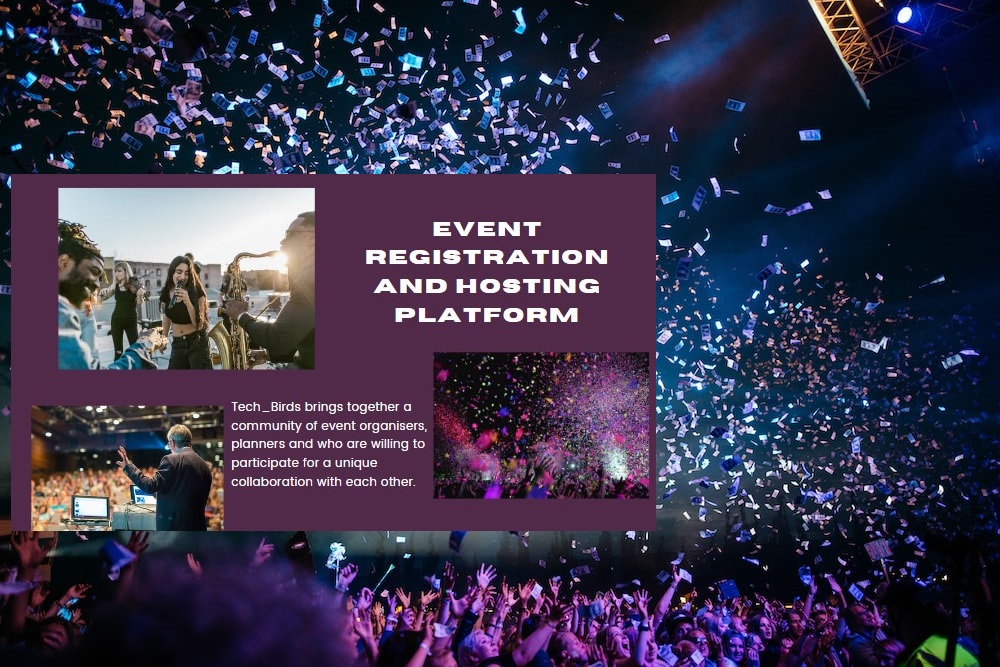 EVENT
REGISTRATION
AND HOSTING
PLATFORM
Tech_Birds brings together a
community of event organisers,
planners and who are willing to
participate for a unique
collaboration with each other.